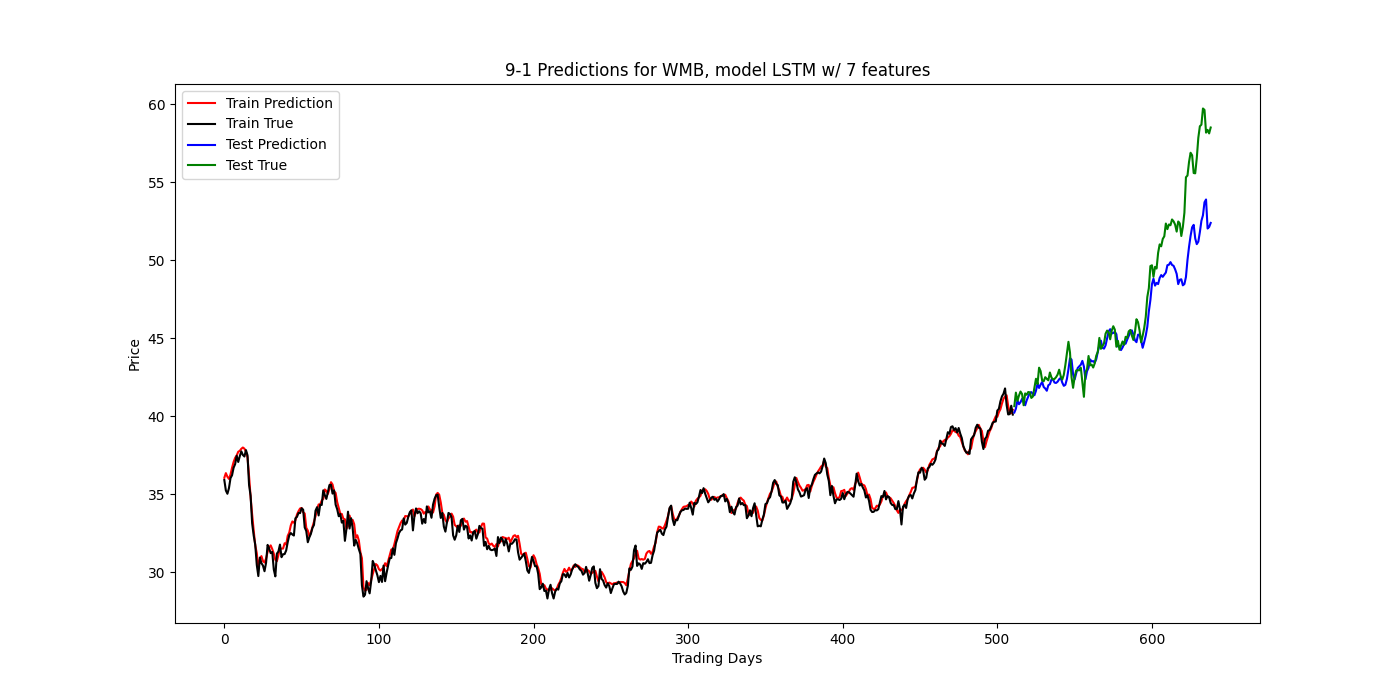 9-1 Predictions for WMB, model LSTM w/ 7 features
Train Prediction
Train True
Test Prediction
Test True
60
55
50
45
40
35
30
Price
0 100 200 300 400 500 600
Trading Days